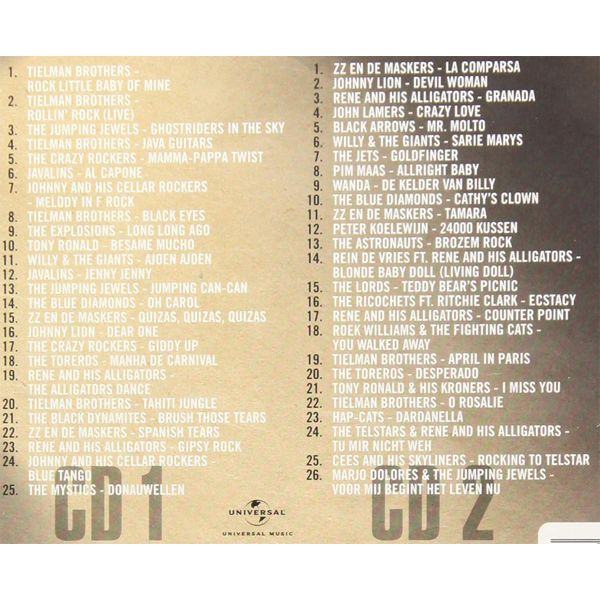 1. TIELMAN BROTHERS -
ROCK LITTLE BABY OF MINE
2. TIELMAN BROTHERS -
ROLLIN' ROCK (LIVE)
3. THE JUMPING JEWELS - GHOSTRIDERS IN THE SKY
4. TIELMAN BROTHERS - JAVA GUITARS
5. THE CRAZY ROCKERS - MAMMA-PAPPA TWIST
6. JAVALINS - AL CAPONE
7. JOHNNY AND HIS CELLAR ROCKERS
- MELODY IN F ROCK
8. TIELMAN BROTHERS - BLACK EYES
9. THE EXPLOSIONS - LONG LONG AGO
10. TONY RONALD - BESAME MUCHO
11. WILLY & THE GIANTS - AJOEN AJOEN
12. JAVALINS - JENNY JENNY
13. THE JUMPING JEWELS - JUMPING CAN-CAN
14. THE BLUE DIAMONDS - OH CAROL
15. ZZ EN DE MASKERS - QUIZAS, QUIZAS, QUIZAS
16. JOHNNY LION - DEAR ONE
17. THE CRAZY ROCKERS - GIDDY UP
18. THE TOREROS - MANHA DE CARNIVAL
19. RENE AND HIS ALLIGATORS -
THE ALLIGATORS DANCE
20. TIELMAN BROTHERS - TAHITI JUNGLE
21. THE BLACK DYNAMITES - BRUSH THOSE TEARS
22. ZZ EN DE MASKERS - SPANISH TEARS
23. RENE AND HIS ALLIGATORS - GIPSY ROCK
24. JOHNNY AND HIS CELLAR ROCKERS -
BLUE TANGO
25. THE MYSTICS - DONAUWELLEN
CD 1
UNIVERSAL
UNIVERSAL MUSIC
1. ZZ EN DE MASKERS - LA COMPARSA
2. JOHNNY LION - DEVIL WOMAN
3. RENE AND HIS ALLIGATORS - GRANADA
4. JOHN LAMERS - CRAZY LOVE
5. BLACK ARROWS - MR. MOLTO
6. WILLY & THE GIANTS - SARIE MARYS
7. THE JETS - GOLDFINGER
8. PIM MAAS - ALLRIGHT BABY
9. WANDA - DE KELDER VAN BILLY
10. THE BLUE DIAMONDS - CATHY'S CLOWN
11. ZZ EN DE MASKERS - TAMARA
12. PETER KOELEWIJN - 24000 KUSSEN
13. THE ASTRONAUTS - BROZEM ROCK
14. REIN DE VRIES FT. RENE AND HIS ALLIGATORS -
BLONDE BABY DOLL (LIVING DOLL)
15. THE LORDS - TEDDY BEAR'S PICNIC
16. THE RICOCHETS FT. RITCHIE CLARK - ECSTACY
17. RENE AND HIS ALLIGATORS - COUNTER POINT
18. ROEK WILLIAMS & THE FIGHTING CATS -
YOU WALKED AWAY
19. TIELMAN BROTHERS - APRIL IN PARIS
20. THE TOREROS - DESPERADO
21. TONY RONALD & HIS KRONERS - I MISS YOU
22. TIELMAN BROTHERS - O ROSALIE
23. HAP-CATS - DARDANELLA
24. THE TELSTARS & RENE AND HIS ALLIGATORS -
TU MIR NICHT WEH
25. CEES AND HIS SKYLINERS - ROCKING TO TELSTAR
26. MARJO DOLORES & THE JUMPING JEWELS -
VOOR MIJ BEGINT HET LEVEN NU
CD 2